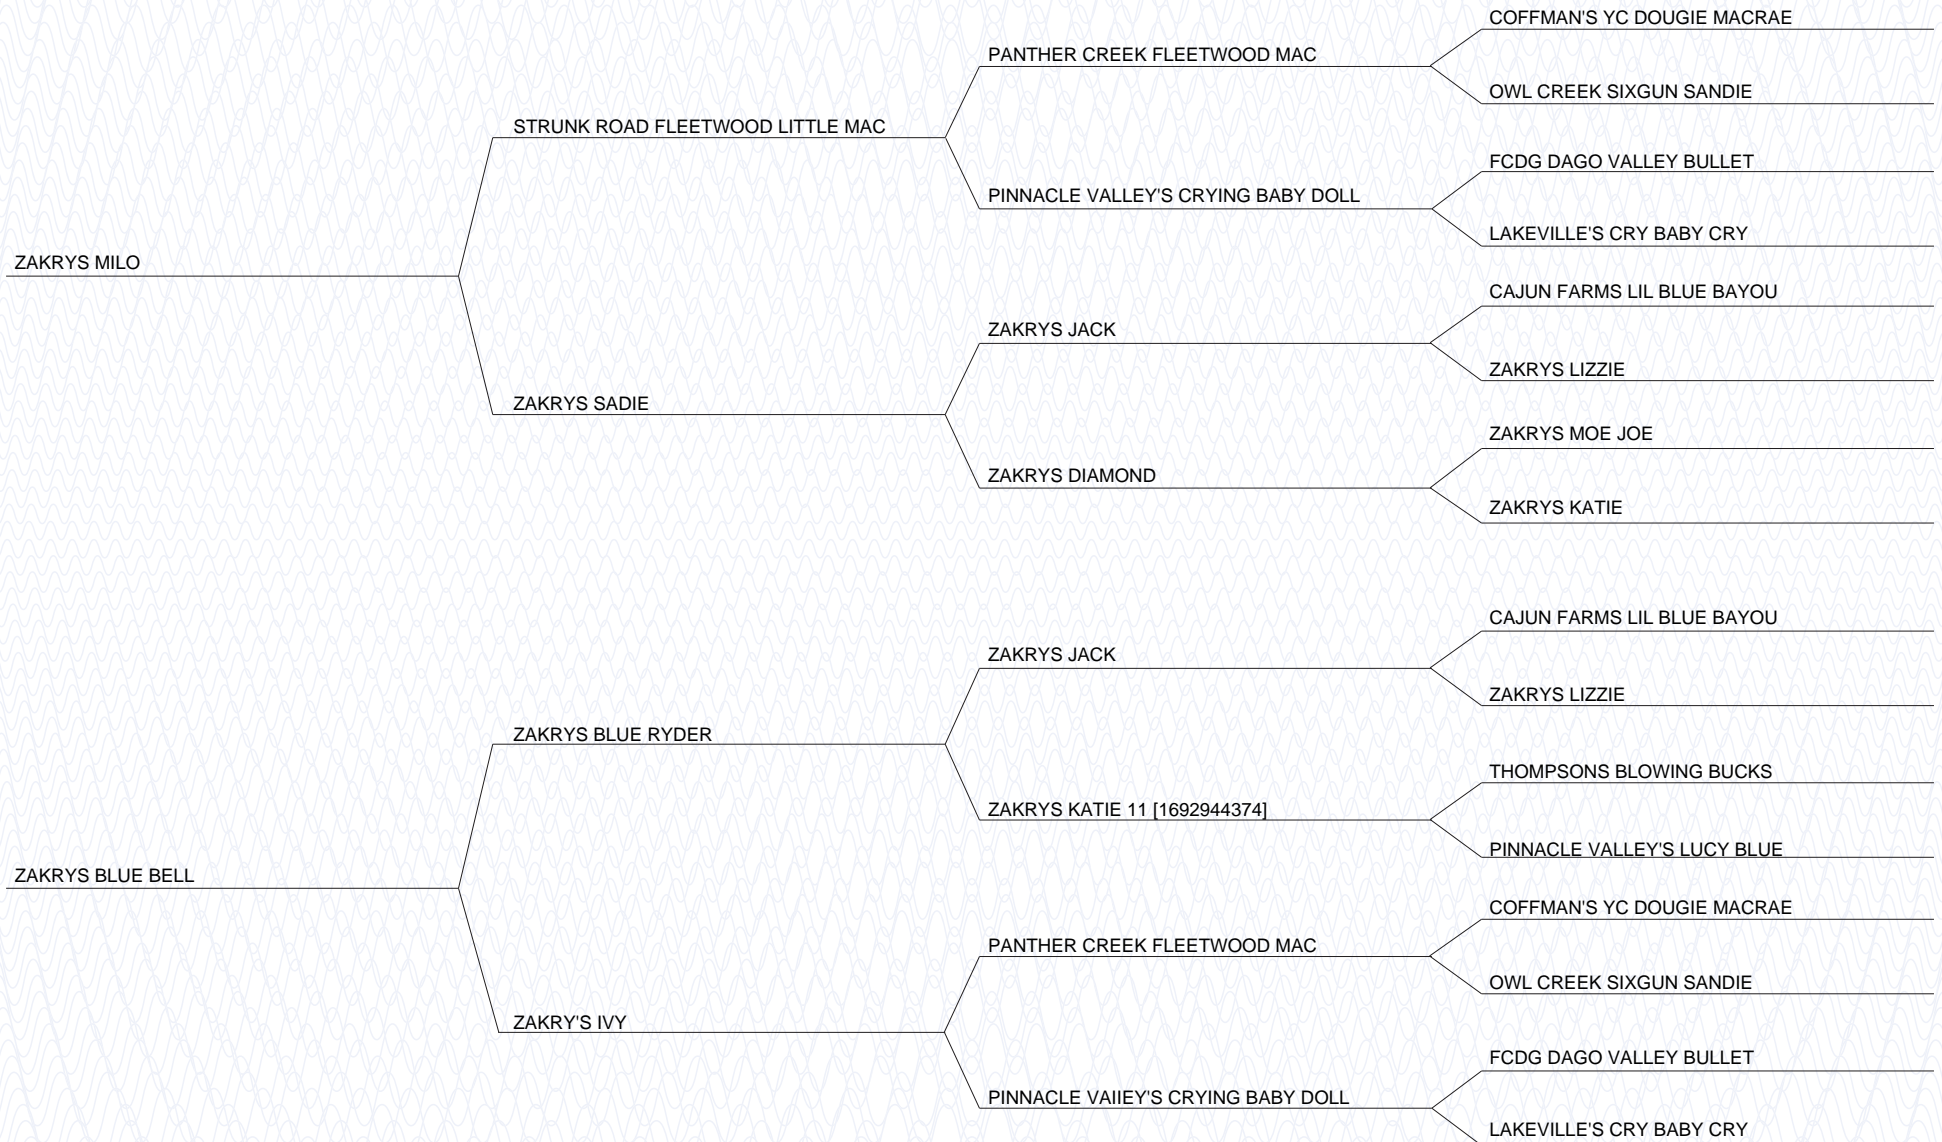 COFFMAN'S YC DOUGIE MACRAE
PANTHER CREEK FLEETWOOD MAC
OWL CREEK SIXGUN SANDIE
STRUNK ROAD FLEETWOOD LITTLE MAC
FCDG DAGO VALLEY BULLET
PINNACLE VALLEY'S CRYING BABY DOLL
LAKEVILLE'S CRY BABY CRY
ZAKRYS MILO
CAJUN FARMS LIL BLUE BAYOU
ZAKRYS JACK
ZAKRYS LIZZIE
ZAKRYS SADIE
ZAKRYS MOE JOE
ZAKRYS DIAMOND
ZAKRYS KATIE
CAJUN FARMS LIL BLUE BAYOU
ZAKRYS JACK
ZAKRYS LIZZIE
ZAKRYS BLUE RYDER
THOMPSONS BLOWING BUCKS
ZAKRYS KATIE 11 [1692944374]
PINNACLE VALLEY'S LUCY BLUE
ZAKRYS BLUE BELL
COFFMAN'S YC DOUGIE MACRAE
PANTHER CREEK FLEETWOOD MAC
OWL CREEK SIXGUN SANDIE
ZAKRY'S IVY
FCDG DAGO VALLEY BULLET
PINNACLE VAIIEY'S CRYING BABY DOLL
LAKEVILLE'S CRY BABY CRY